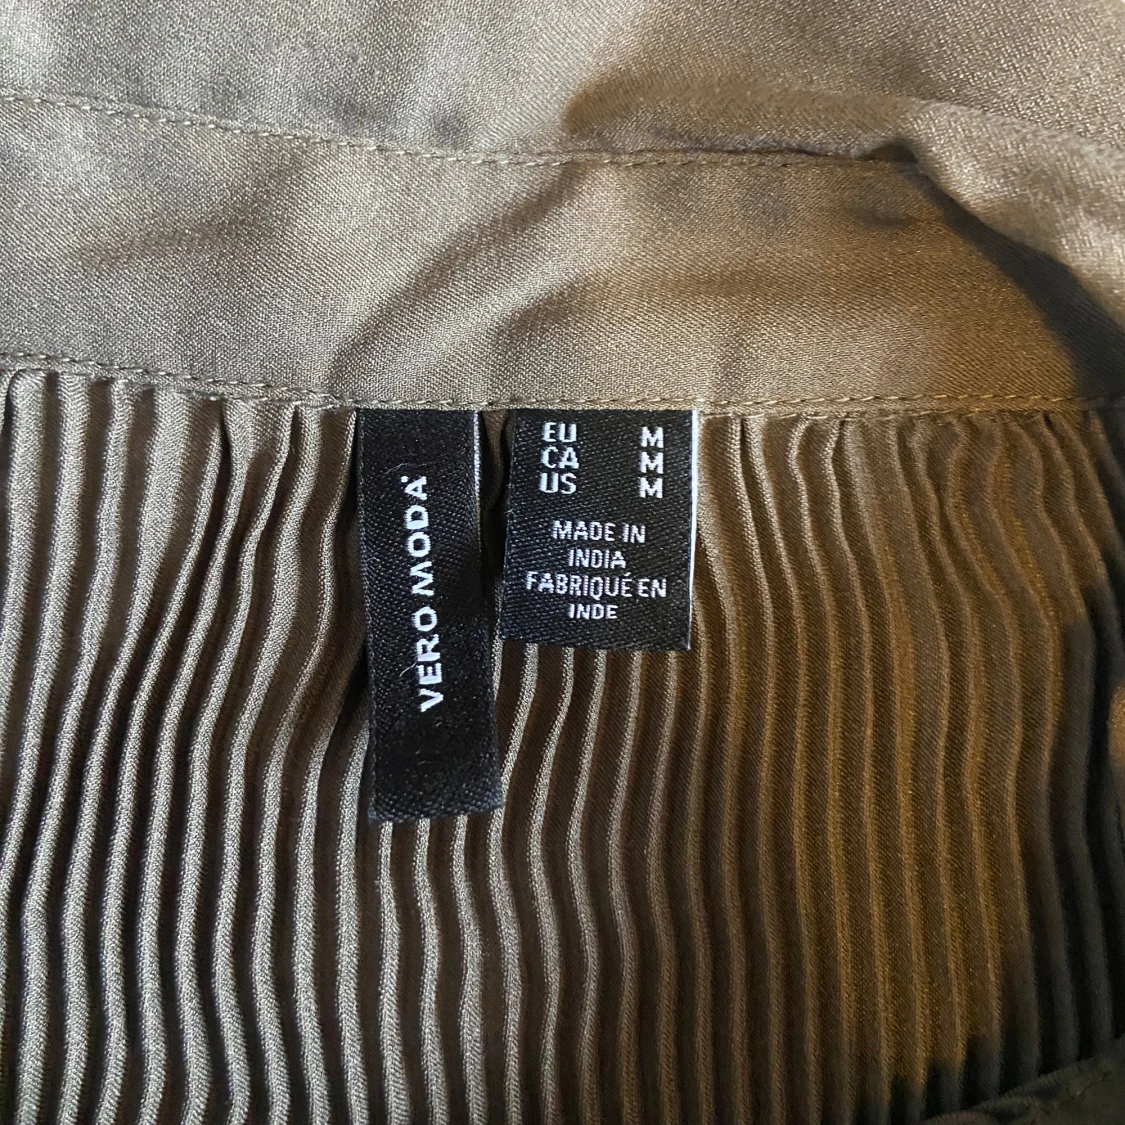 VERO MODA
EU M
CA M
US M
MADE IN
INDIA
FABRIQUÉ EN
INDE